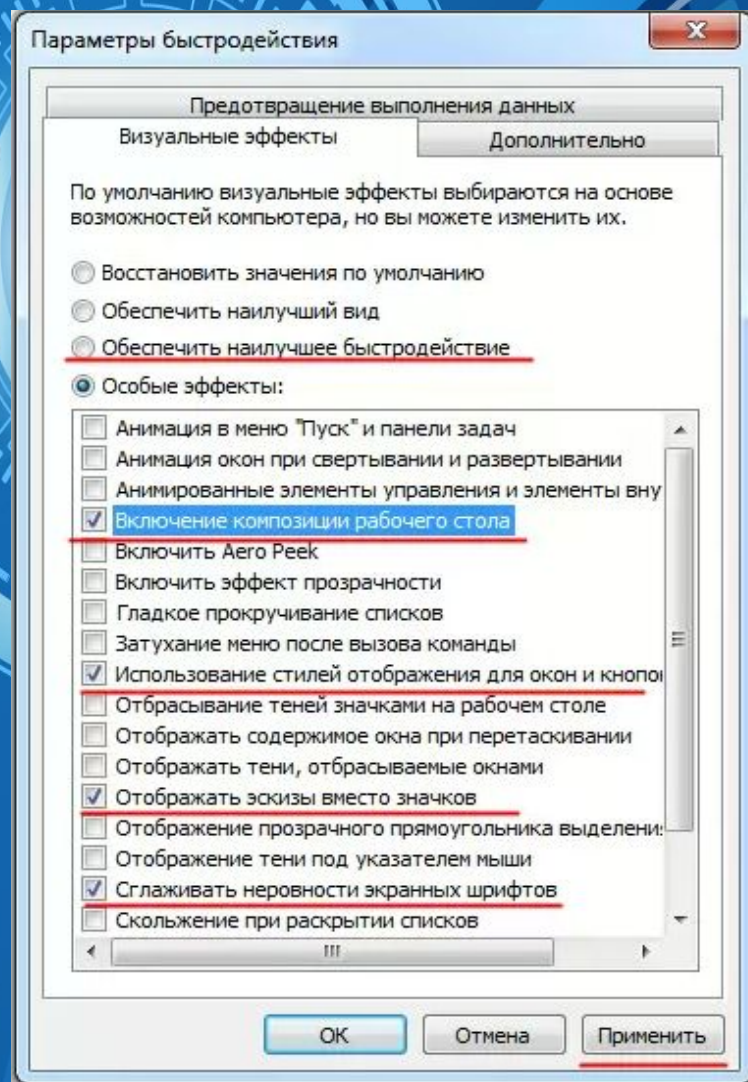 Параметры быстродействия
Предотвращение выполнения данных
Визуальные эффекты
Дополнительно
По умолчанию визуальные эффекты выбираются на основе
возможностей компьютера, но вы можете изменить их.
Восстановить значения по умолчанию
Обеспечить наилучший вид
Обеспечить наилучшее быстродействие
Особые эффекты:
Анимация в меню "Пуск" и панели задач
Анимация окон при свертывании и развертывании
Анимированные элементы управления и элементы вну
Включение композиции рабочего стола
Включить Aero Peek
Включить эффект прозрачности
Гладкое прокручивание списков
Затухание меню после вызова команды
Использование стилей отображения для окон и кнопо
Отбрасывание теней значками на рабочем столе
Отображать содержимое окна при перетаскивании
Отображать тени, отбрасываемые окнами
Отображать эскизы вместо значков
Отображение прозрачного прямоугольника выделени
Отображение тени под указателем мыши
Сглаживать неровности экранных шрифтов
Скольжение при раскрытии списков
ОК
Отмена
Применить